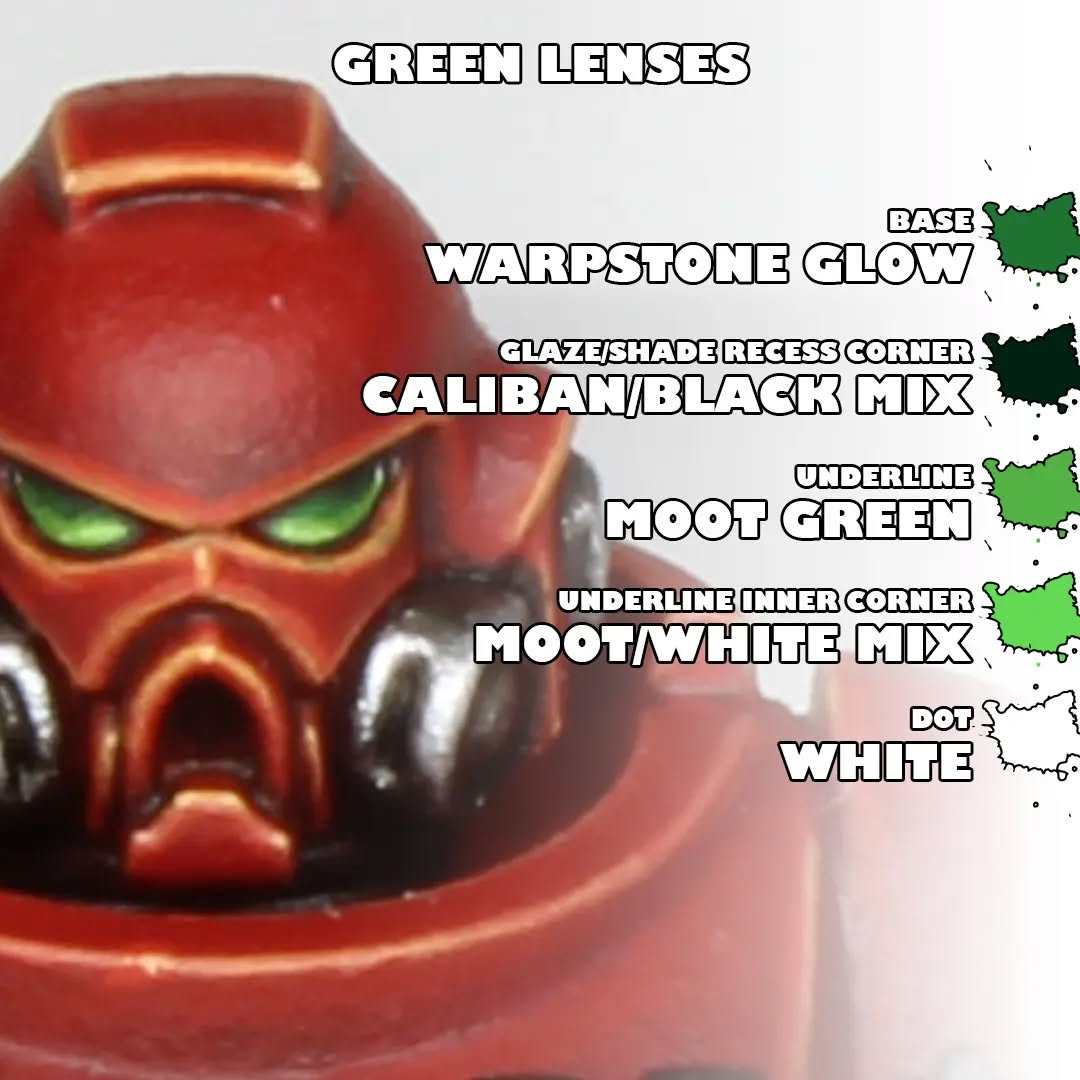 GREEN LENSES
BASE
WARPSTONE GLOW
GLAZE/SHADE RECESS CORNER
CALIBAN/BLACK MIX
UNDERLINE
MOOT GREEN
UNDERLINE INNER CORNER
MOOT/WHITE MIX
DOT
WHITE